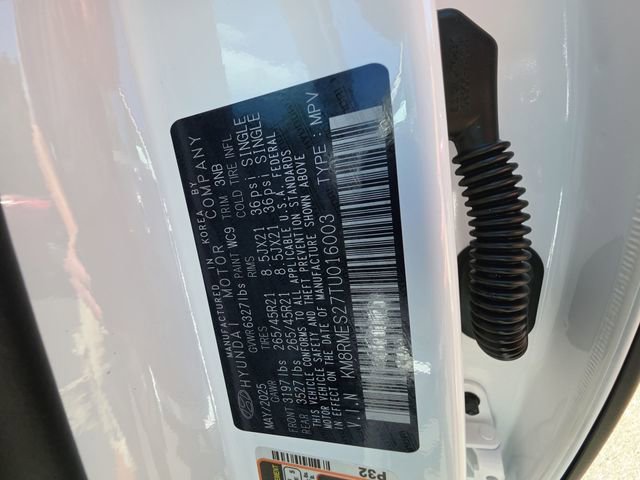 MANUFACTURED IN KOREA BY
HYUNDAI MOTOR COMPANY
MAY/2025 GVWR 6327lbs PAINT WC9 TRIM 3NB
GAWR TIRES RIMS COLD TIRE INFL.
FRONT 3197lbs 265/45R21 8.5JX21 36psi SINGLE
REAR 3527lbs 265/45R21 8.5JX21 36psi SINGLE
THIS VEHICLE CONFORMS TO ALL APPLICABLE U.S.A. FEDERAL
MOTOR VEHICLE SAFETY AND THEFT PREVENTION STANDARDS
IN EFFECT ON THE DATE OF MANUFACTURE SHOWN ABOVE
VIN : KM8RMES27TU016003 TYPE : MPV
P32